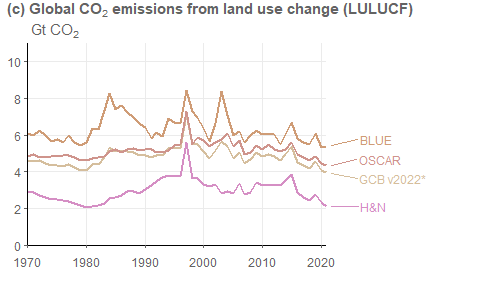 (c) Global CO₂ emissions from land use change (LULUCF)
Gt CO₂
10
8
6
4
2
0
BLUE
OSCAR
GCB v2022*
H&N
1970 1980 1990 2000 2010 2020